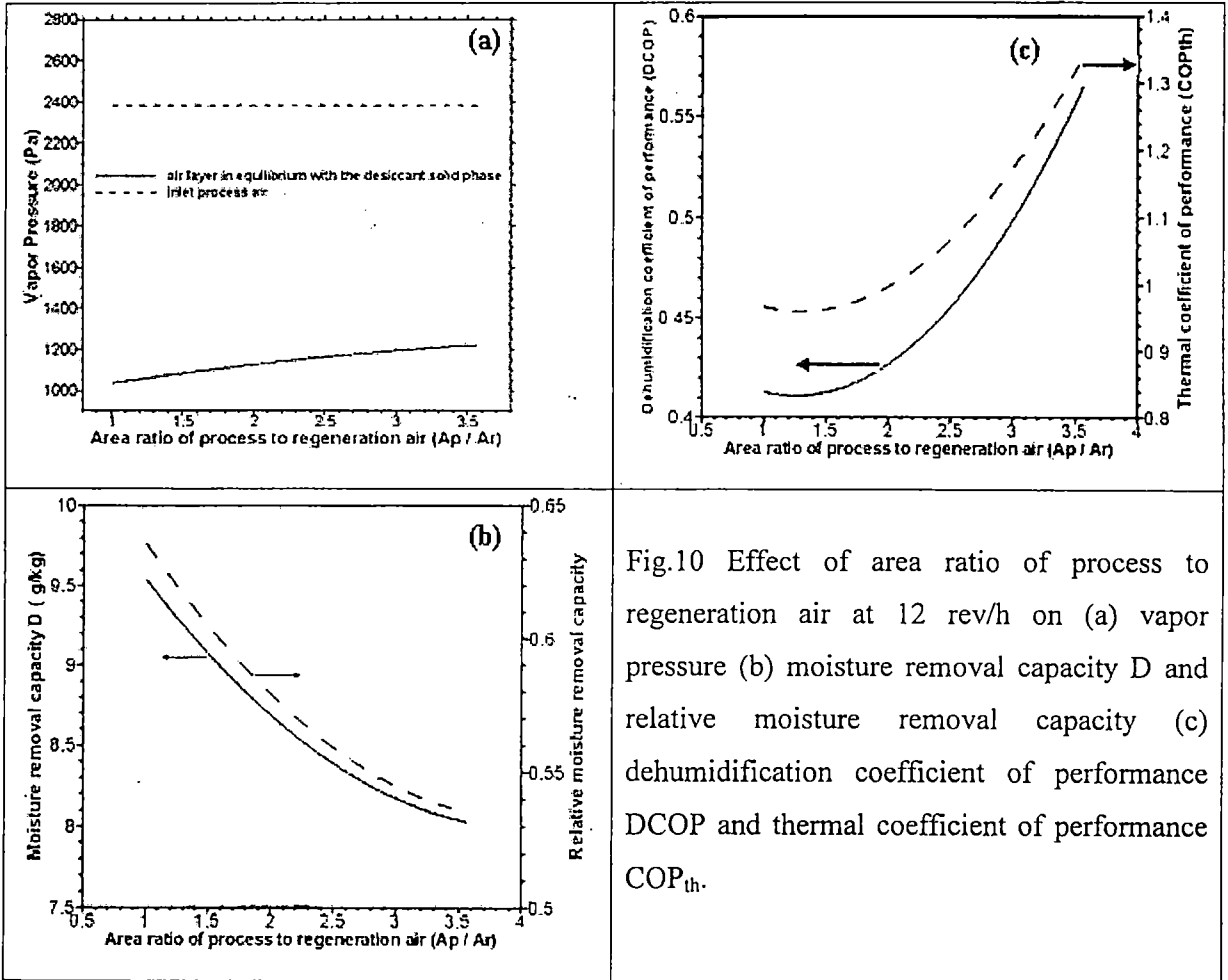 (a)
2800
2600
2400
2200
2000
1800
1600
1400
1200
1000
Vapor Pressure (Pa)
air layer in equilibrium with the desiccant solid phase
Inlet process air
1 1.5 2 2.5 3 3.5
Area ratio of process to regeneration air (Ap / Ar)
(c)
0.6
0.55
0.5
0.45
0.4
Dehumidification coefficient of performance (DCOP)
1.4
1.3
1.2
1.1
1
0.9
0.8
Thermal coefficient of performance (COPth)
0.5 1 1.5 2 2.5 3 3.5 4
Area ratio of process to regeneration air (Ap / Ar)
(b)
10
9.5
9
8.5
8
7.5
Moisture removal capacity D ( g/kg)
0.65
0.6
0.55
0.5
Relative moisture removal capacity
0.5 1 1.5 2 2.5 3 3.5 4
Area ratio of process to regeneration air (Ap / Ar)
Fig.10 Effect of area ratio of process to
regeneration air at 12 rev/h on (a) vapor
pressure (b) moisture removal capacity D and
relative moisture removal capacity (c)
dehumidification coefficient of performance
DCOP and thermal coefficient of performance
COPth.